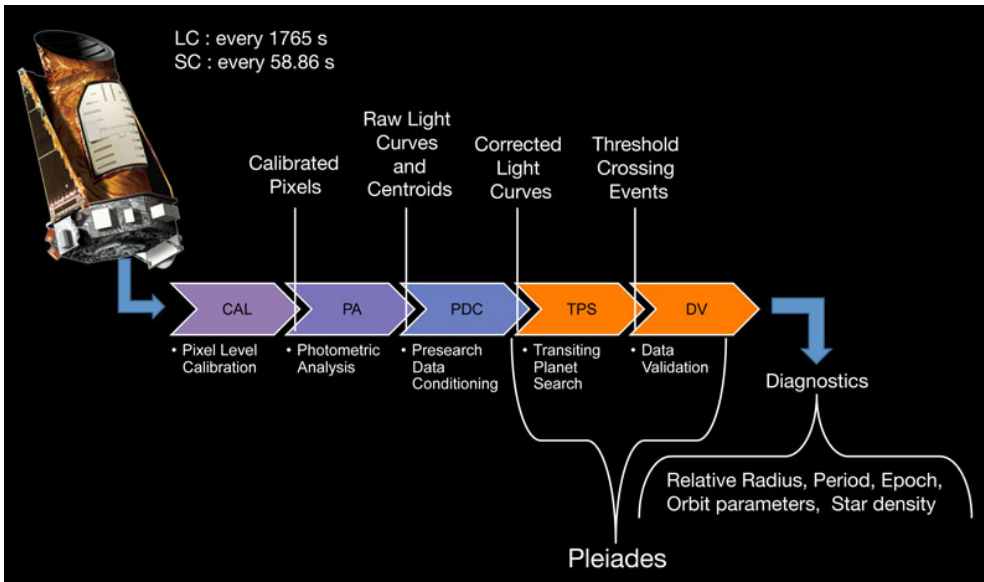 LC : every 1765 s
SC : every 58.86 s
Calibrated
Pixels
Raw Light
Curves
and
Centroids
Corrected
Light
Curves
Threshold
Crossing
Events
CAL
PA
PDC
TPS
DV
• Pixel Level
Calibration
• Photometric
Analysis
• Presearch
Data
Conditioning
• Transiting
Planet
Search
• Data
Validation
Diagnostics
Relative Radius, Period, Epoch,
Orbit parameters,  Star density
Pleiades